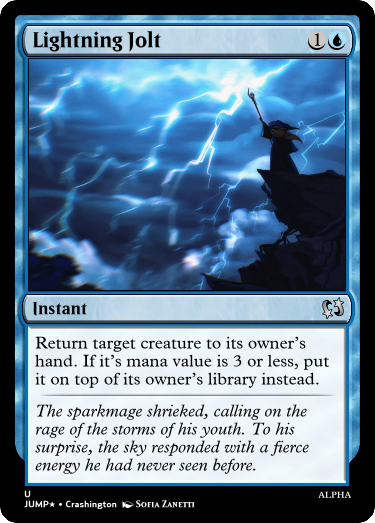 Lightning Jolt 1
Instant
Return target creature to its owner's
hand. If it's mana value is 3 or less, put
it on top of its owner's library instead.
The sparkmage shrieked, calling on the
rage of the storms of his youth. To his
surprise, the sky responded with a fierce
energy he had never seen before.
U ALPHA
JUMP★ • Crashington Sofia Zanetti